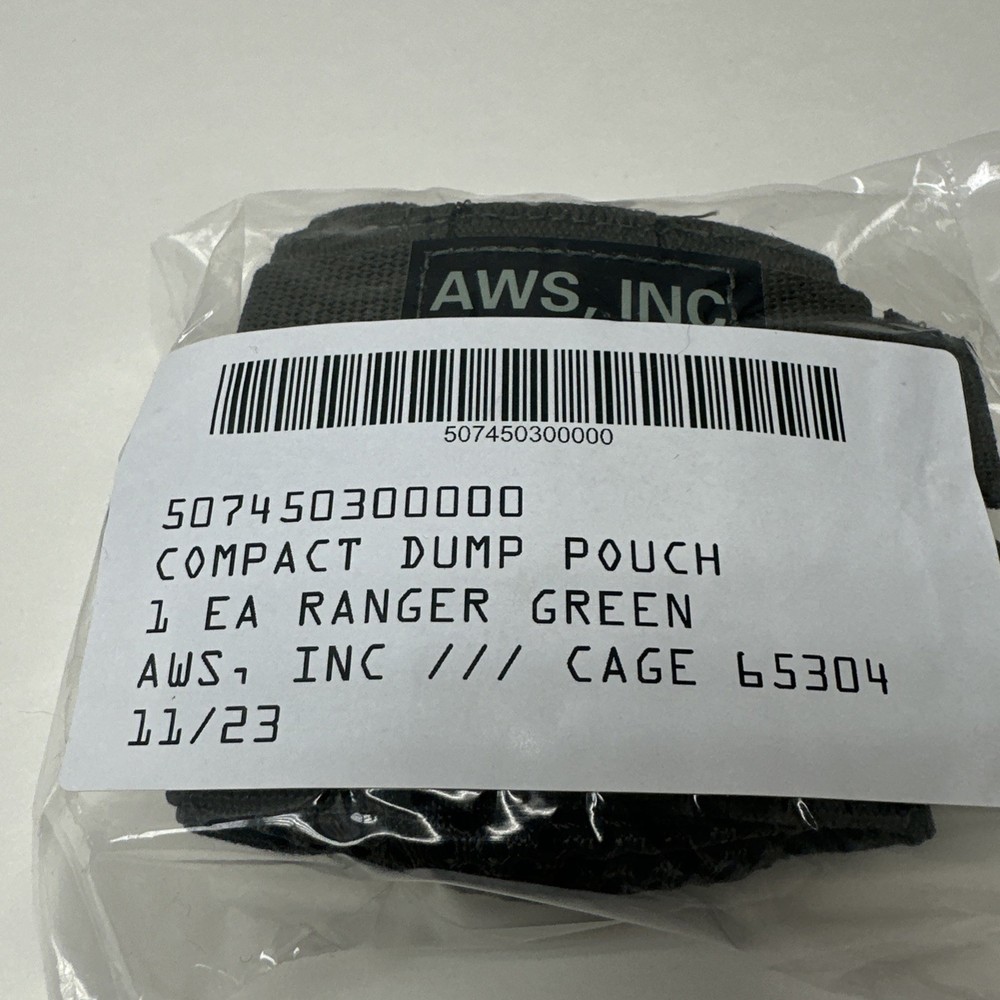 AWS, INC
507450300000
507450300000
COMPACT DUMP POUCH
1 EA RANGER GREEN
AWS, INC /// CAGE 65304
11/23